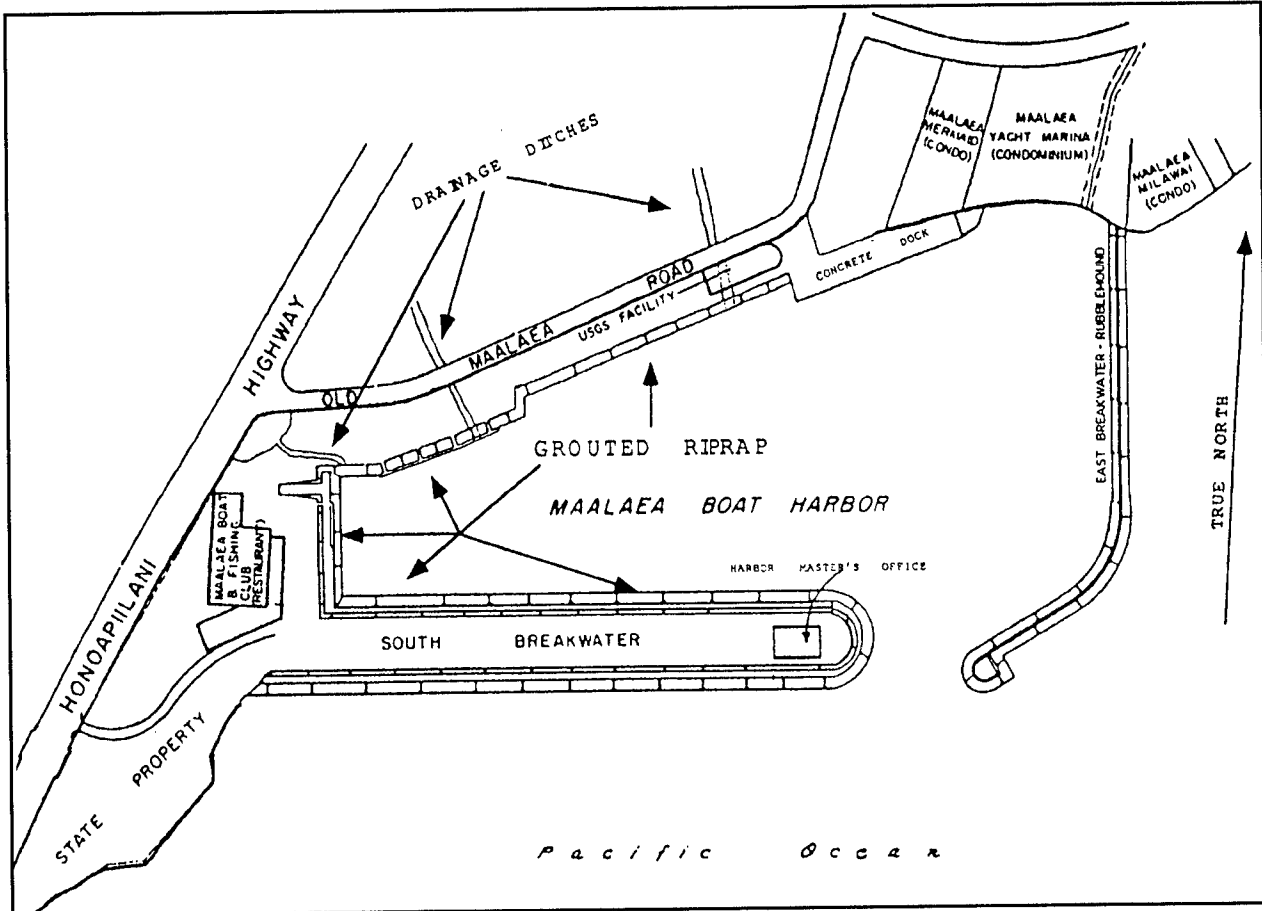 DRAINAGE DITCHES
MAALAEA
MERMAID
(CONDO)
MAALAEA
YACHT MARINA
(CONDOMINIUM)
MAALAEA
MILAWAI
(CONDO)
HONOAPIILANI HIGHWAY
OLD MAALAEA ROAD
USGS FACILITY
CONCRETE DOCK
EAST BREAKWATER - RUBBLEMOUND
TRUE NORTH
GROUTED RIPRAP
MAALAEA BOAT HARBOR
MAALAEA BOAT
& FISHING
CLUB
(RESTAURANT)
HARBOR MASTER'S OFFICE
SOUTH BREAKWATER
STATE PROPERTY
Pacific Ocean